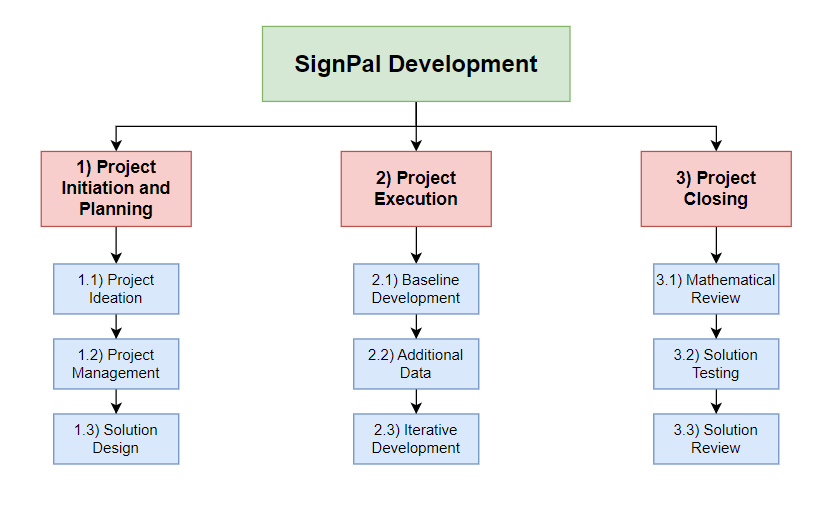 SignPal Development
1) Project
Initiation and
Planning
2) Project
Execution
3) Project
Closing
1.1) Project
Ideation
2.1) Baseline
Development
3.1) Mathematical
Review
1.2) Project
Management
2.2) Additional
Data
3.2) Solution
Testing
1.3) Solution
Design
2.3) Iterative
Development
3.3) Solution
Review